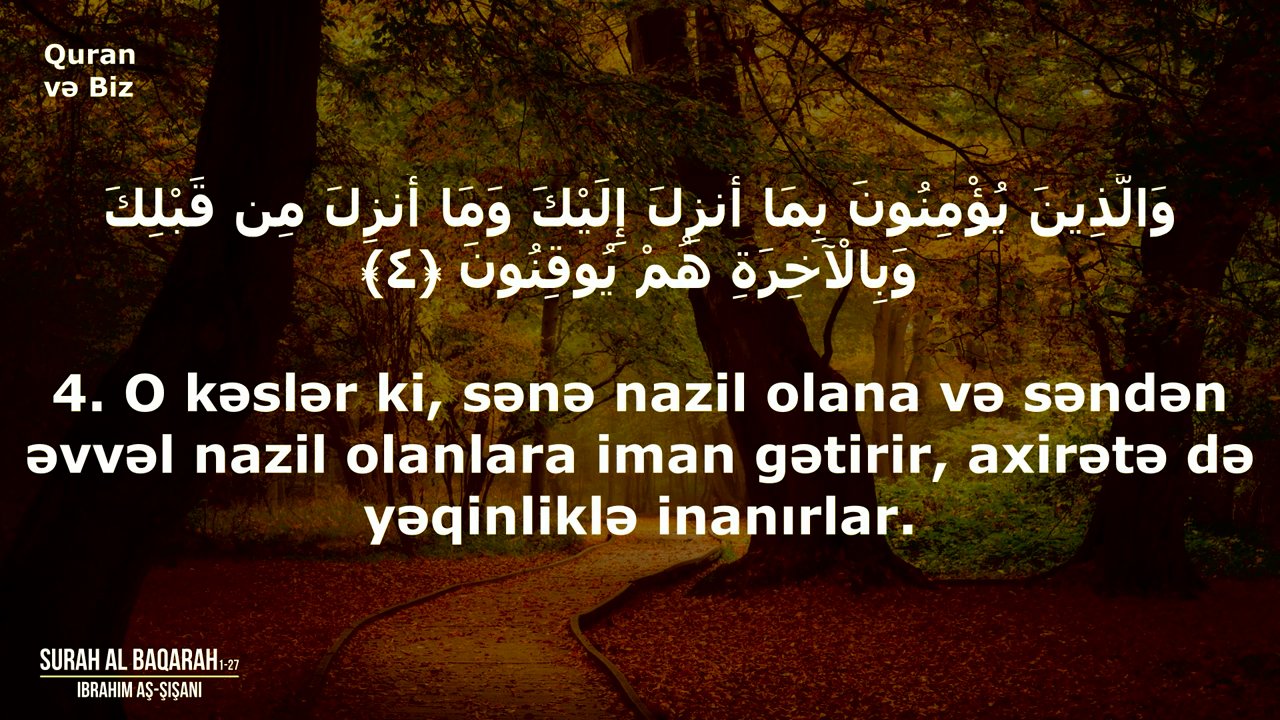 Quran
və Biz
وَالَّذِينَ يُؤْمِنُونَ بِمَا أنزِلَ إِلَيْكَ وَمَا أنزِلَ مِن قَبْلِكَ
وَبِالْآخِرَةِ هُمْ يُوقِنُونَ ﴿٤﴾
4. O kəslər ki, sənə nazil olana və səndən
əvvəl nazil olanlara iman gətirir, axirətə də
yəqinliklə inanırlar.
SURAH AL BAQARAH 1-27
IBRAHIM AŞ-ŞIŞANI